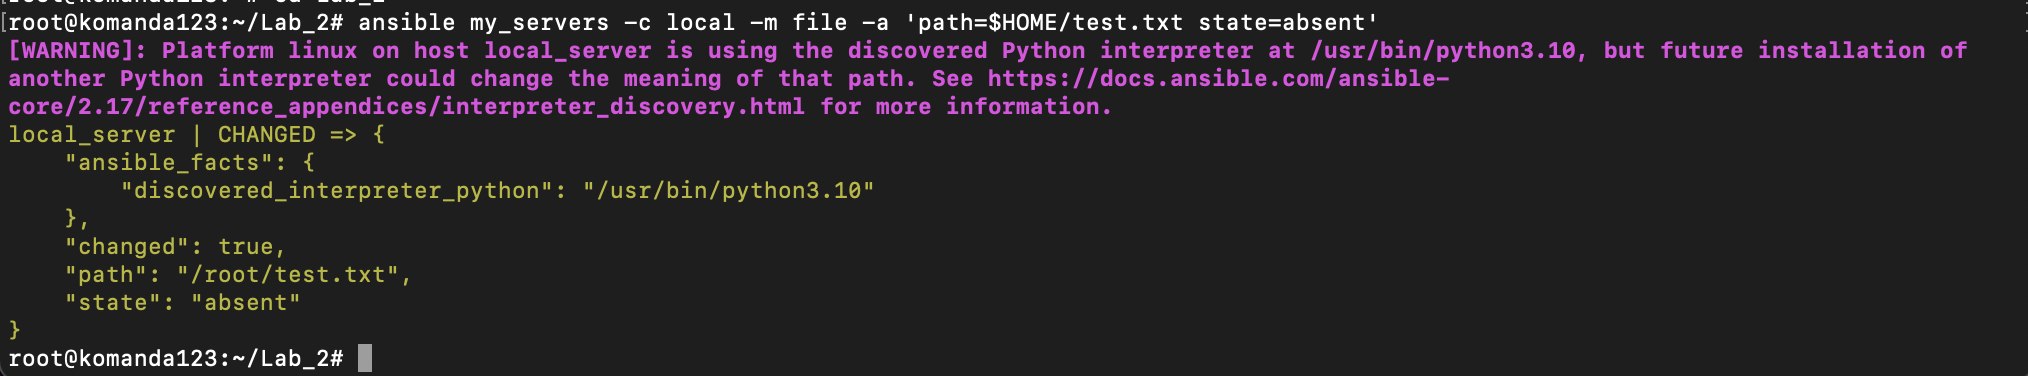 [root@komanda123:~/Lab_2# ansible my_servers -c local -m file -a 'path=$HOME/test.txt state=absent'
[WARNING]: Platform linux on host local_server is using the discovered Python interpreter at /usr/bin/python3.10, but future installation of
another Python interpreter could change the meaning of that path. See https://docs.ansible.com/ansible-
core/2.17/reference_appendices/interpreter_discovery.html for more information.
local_server | CHANGED => {
    "ansible_facts": {
        "discovered_interpreter_python": "/usr/bin/python3.10"
    },
    "changed": true,
    "path": "/root/test.txt",
    "state": "absent"
}
root@komanda123:~/Lab_2#